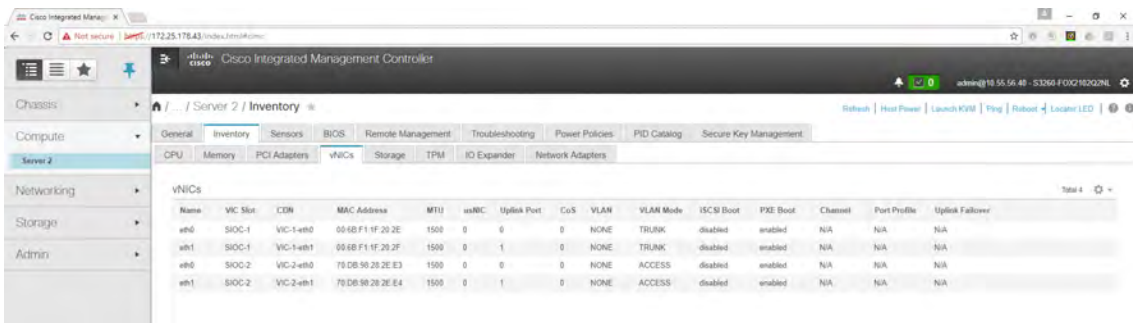 Cisco Integrated Manage
Not secure | https://172.25.178.43/index.html#cimc
cisco Cisco Integrated Management Controller
0 admin@10.55.56.40 - S3260-FOX2102Q2NL
/ ... / Server 2 / Inventory
Refresh | Host Power | Launch KVM | Ping | Reboot | Locator LED |
Chassis
Compute
Server 2
Networking
Storage
Admin
General Inventory Sensors BIOS Remote Management Troubleshooting Power Policies PID Catalog Secure Key Management
CPU Memory PCI Adapters vNICs Storage TPM IO Expander Network Adapters
vNICs Total 4
Name VIC Slot CDN MAC Address MTU usNIC Uplink Port CoS VLAN VLAN Mode iSCSI Boot PXE Boot Channel Port Profile Uplink Failover
eth0 SIOC-1 VIC-1-eth0 00:6B:F1:1F:20:2E 1500 0 0 0 NONE TRUNK disabled enabled N/A N/A N/A
eth1 SIOC-1 VIC-1-eth1 00:6B:F1:1F:20:2F 1500 0 1 0 NONE TRUNK disabled enabled N/A N/A N/A
eth0 SIOC-2 VIC-2-eth0 70:DB:98:28:2E:E3 1500 0 0 0 NONE ACCESS disabled enabled N/A N/A N/A
eth1 SIOC-2 VIC-2-eth1 70:DB:98:28:2E:E4 1500 0 1 0 NONE ACCESS disabled enabled N/A N/A N/A